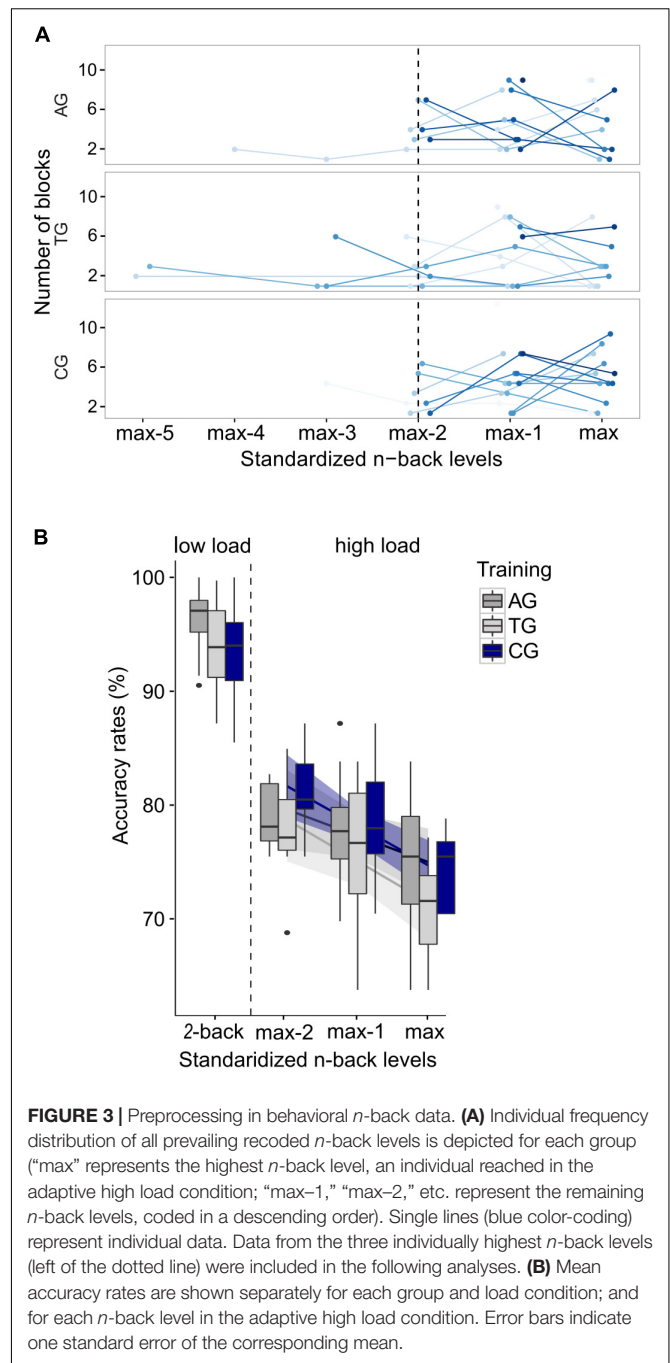 A
10
6
2
AG
10
6
2
TG
10
6
2
CG
Number of blocks
max-5 max-4 max-3 max-2 max-1 max
Standardized n−back levels
B
low load high load
100
90
80
70
Accuracy rates (%)
Training
AG
TG
CG
2-back max-2 max-1 max
Standaridized n-back levels
FIGURE 3 | Preprocessing in behavioral n-back data. (A) Individual frequency
distribution of all prevailing recoded n-back levels is depicted for each group
(“max” represents the highest n-back level, an individual reached in the
adaptive high load condition; “max–1,” “max–2,” etc. represent the remaining
n-back levels, coded in a descending order). Single lines (blue color-coding)
represent individual data. Data from the three individually highest n-back levels
(left of the dotted line) were included in the following analyses. (B) Mean
accuracy rates are shown separately for each group and load condition; and
for each n-back level in the adaptive high load condition. Error bars indicate
one standard error of the corresponding mean.